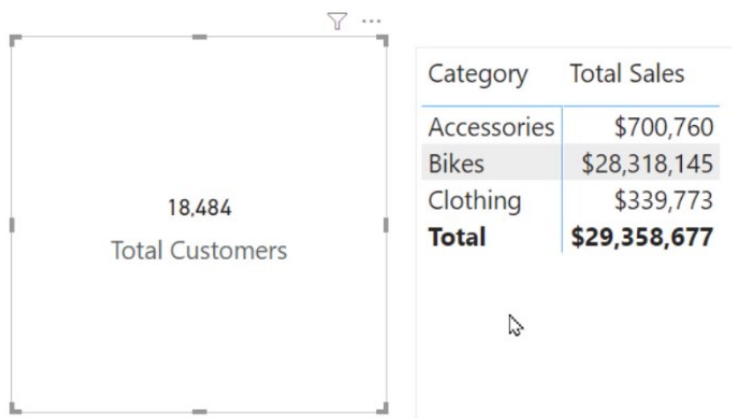 18,484
Total Customers
Category Total Sales
Accessories $700,760
Bikes $28,318,145
Clothing $339,773
Total $29,358,677